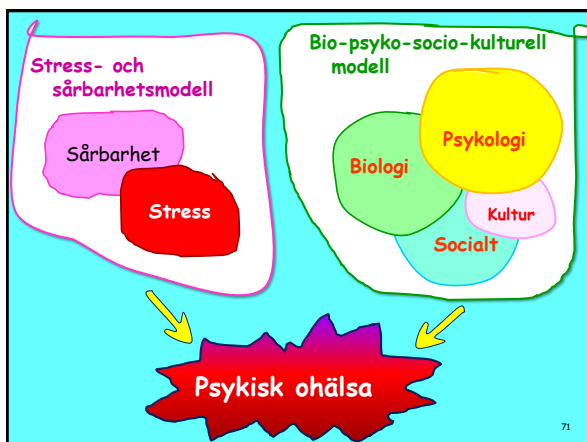 Stress- och
sårbarhetsmodell
Sårbarhet
Stress
Bio-psyko-socio-kulturell
modell
Psykologi
Biologi
Kultur
Socialt
Psykisk ohälsa
71